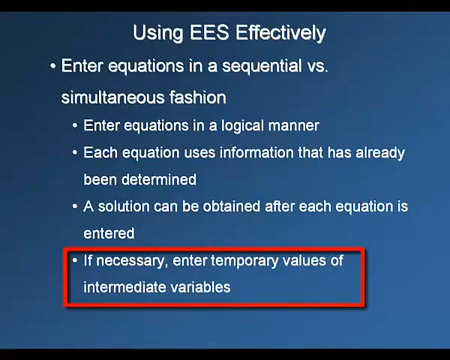 Using EES Effectively
• Enter equations in a sequential vs.
simultaneous fashion
• Enter equations in a logical manner
• Each equation uses information that has already
been determined
• A solution can be obtained after each equation is
entered
• If necessary, enter temporary values of
intermediate variables